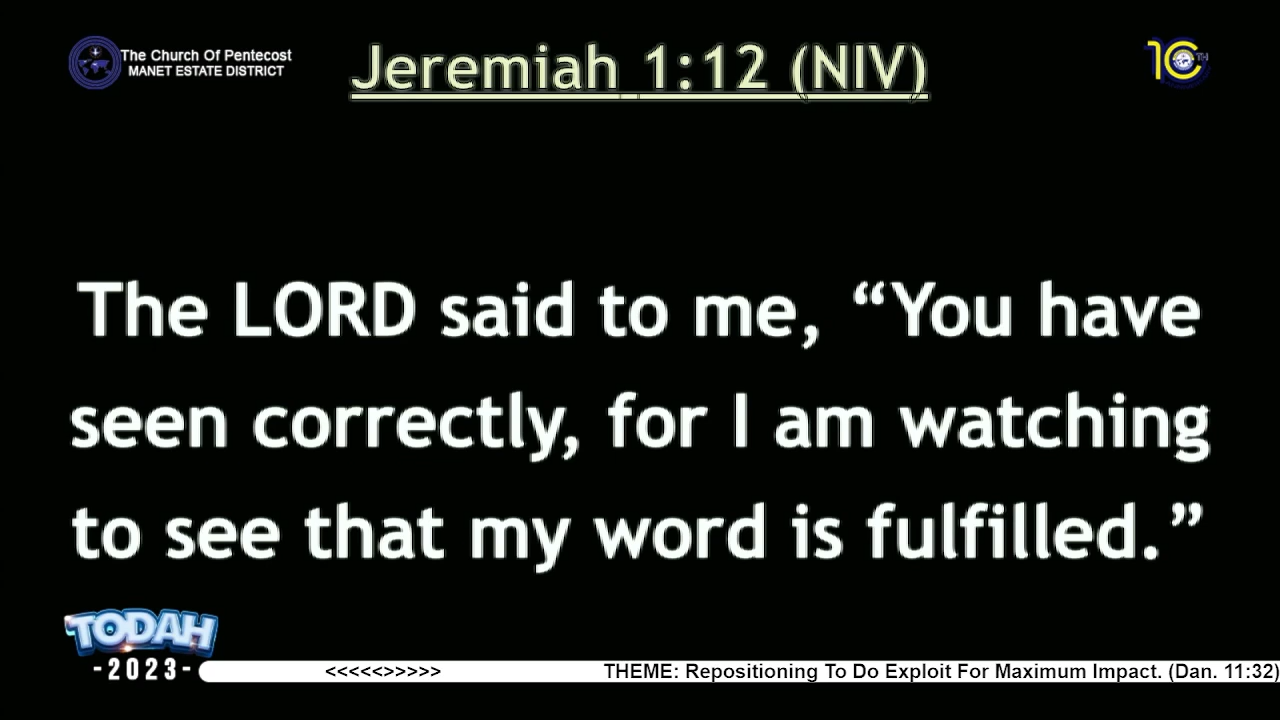 The Church Of Pentecost
MANET ESTATE DISTRICT
Jeremiah 1:12 (NIV)
10TH
The LORD said to me, “You have
seen correctly, for I am watching
to see that my word is fulfilled.”
TODAH
-2023-
<<<<<>>>>> THEME: Repositioning To Do Exploit For Maximum Impact. (Dan. 11:32)